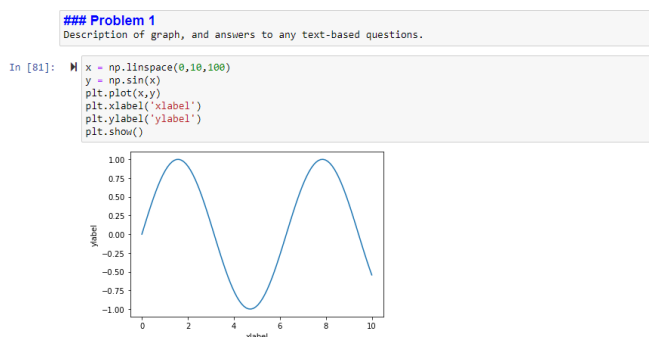 ### Problem 1
Description of graph, and answers to any text-based questions.
In [81]:
x = np.linspace(0,10,100)
y = np.sin(x)
plt.plot(x,y)
plt.xlabel('xlabel')
plt.ylabel('ylabel')
plt.show()
1.00
0.75
0.50
0.25
0.00
−0.25
−0.50
−0.75
−1.00
ylabel
0 2 4 6 8 10
xlabel